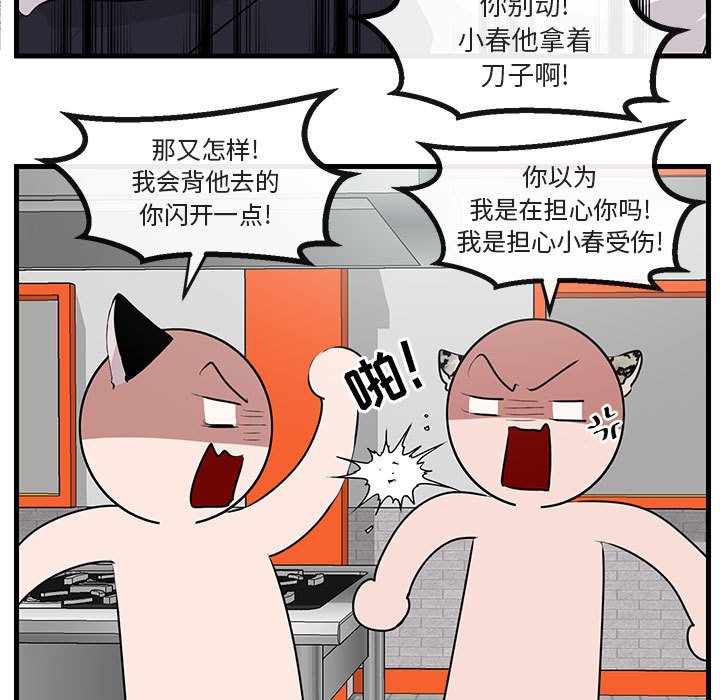 你别动!
小春他拿着
刀子啊!
那又怎样!
我会背他去的
你闪开一点!
你以为
我是在担心你吗!
我是担心小春受伤!
啪!